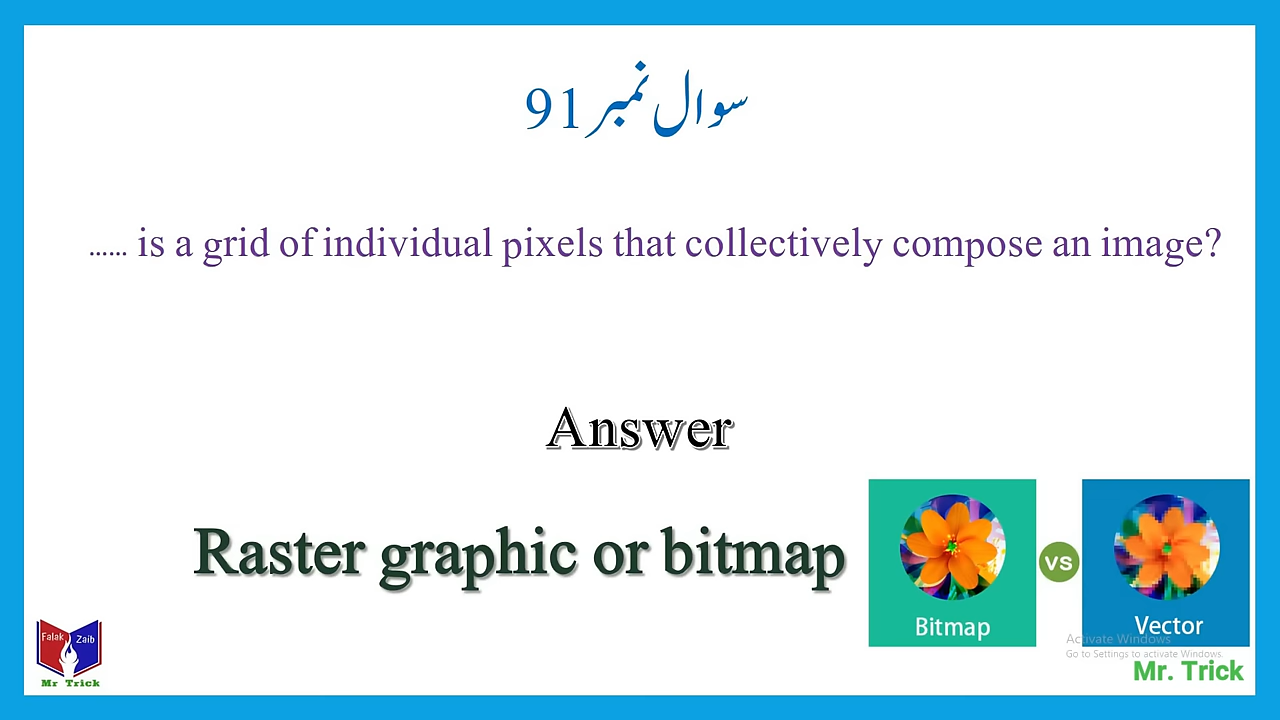 سوال نمبر 91
...... is a grid of individual pixels that collectively compose an image?
Answer
Raster graphic or bitmap
Bitmap
vs
Vector
Activate Windows
Go to Settings to activate Windows.
Mr. Trick
Falak Zaib
Mr Trick